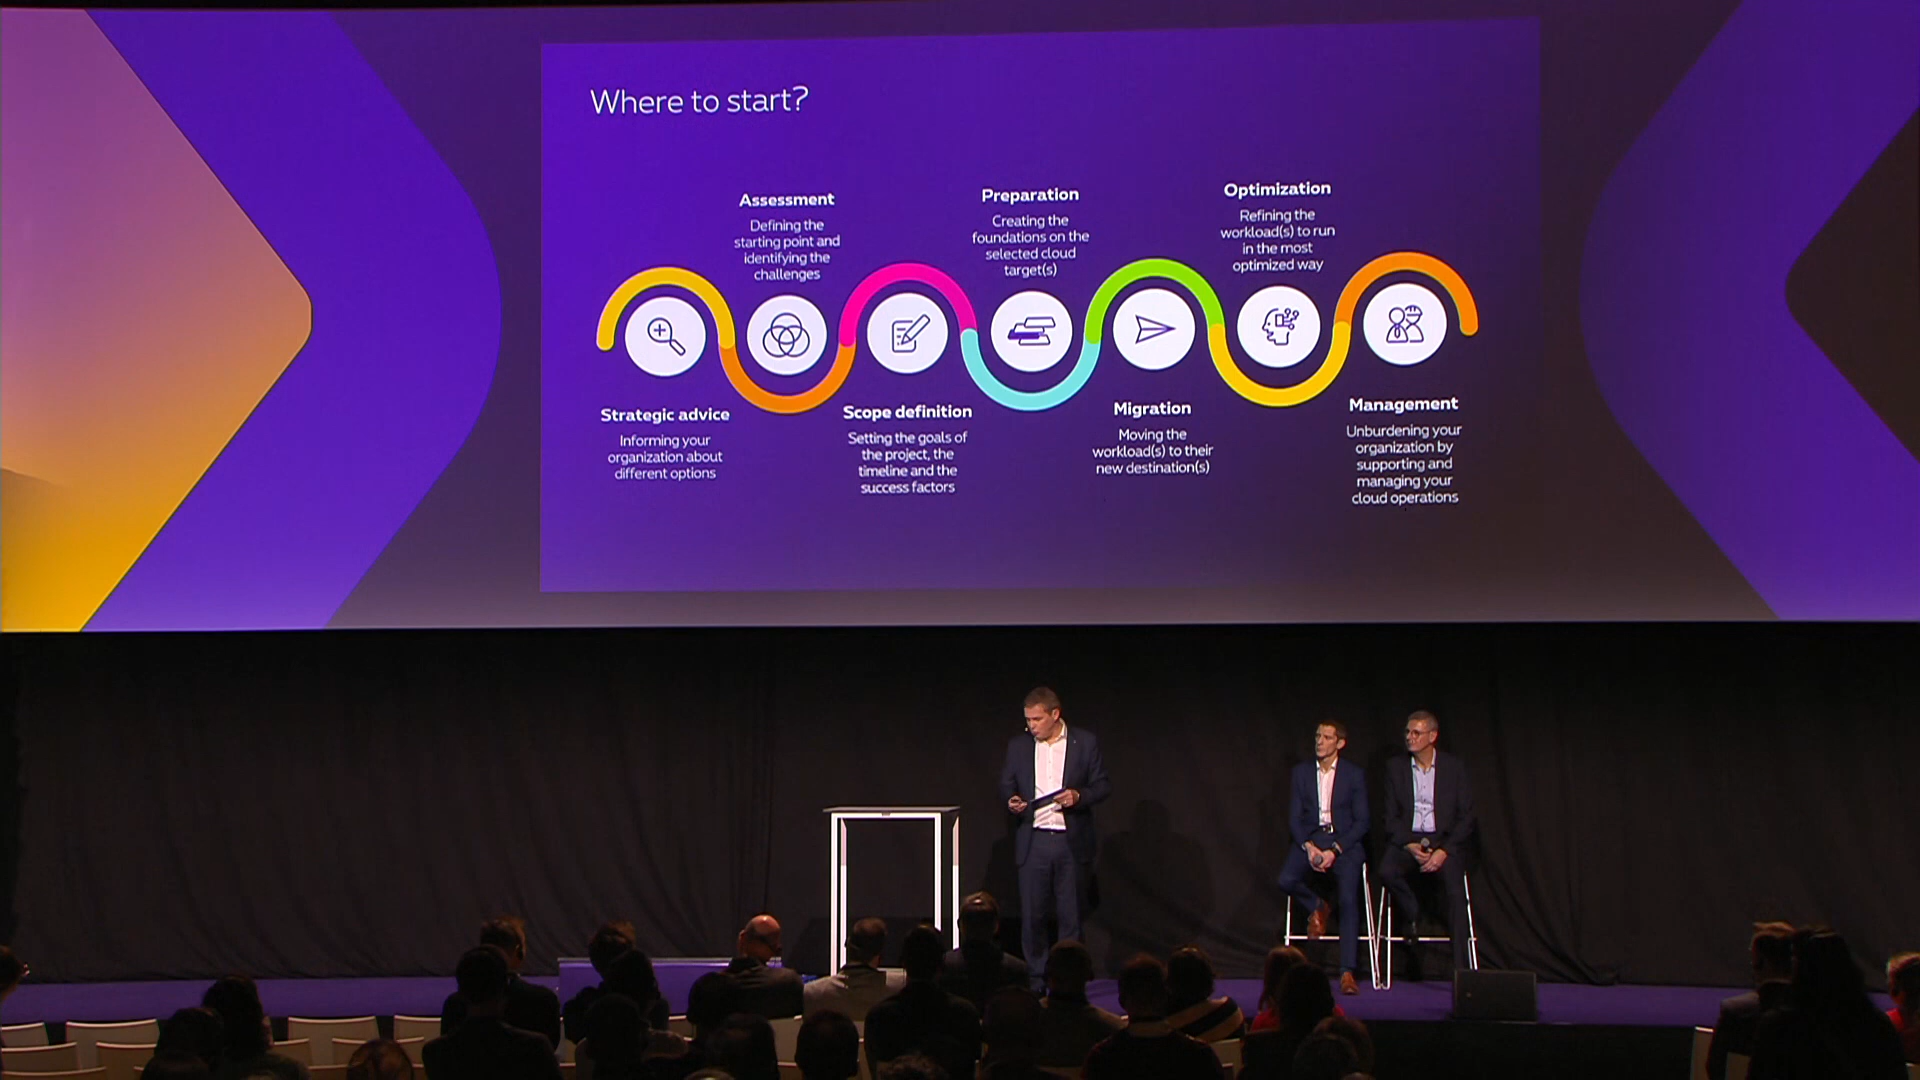 Where to start?
Strategic advice
Informing your
organization about
different options
Assessment
Defining the
starting point and
identifying the
challenges
Scope definition
Setting the goals of
the project, the
timeline and the
success factors
Preparation
Creating the
foundations on the
selected cloud
target(s)
Migration
Moving the
workload(s) to their
new destination(s)
Optimization
Refining the
workload(s) to run
in the most
optimized way
Management
Unburdening your
organization by
supporting and
managing your
cloud operations